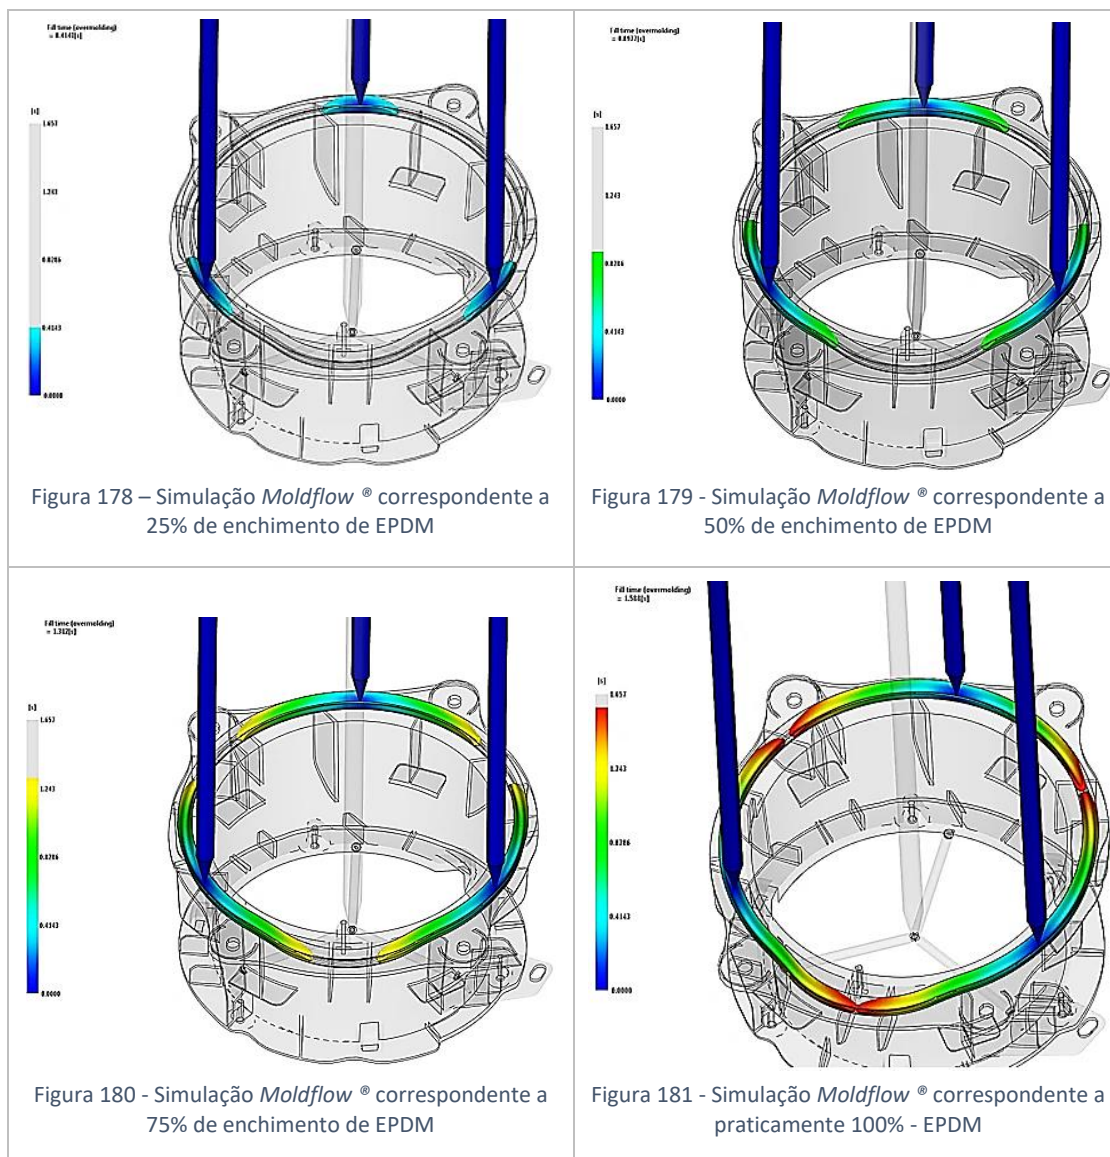 Fill time (overmolding)
= 0.4143[s]
[s]
1.657
1.243
0.8286
0.4143
0.0000
Figura 178 – Simulação Moldflow ® correspondente a
25% de enchimento de EPDM
Fill time (overmolding)
[s]
1.657
1.243
0.8286
0.4143
0.0000
Figura 179 - Simulação Moldflow ® correspondente a
50% de enchimento de EPDM
Fill time (overmolding)
= 1.312[s]
[s]
1.657
1.243
0.8286
0.4143
0.0000
Figura 180 - Simulação Moldflow ® correspondente a
75% de enchimento de EPDM
Fill time (overmolding)
[s]
1.657
1.243
0.8286
0.4143
0.0000
Figura 181 - Simulação Moldflow ® correspondente a
praticamente 100% - EPDM